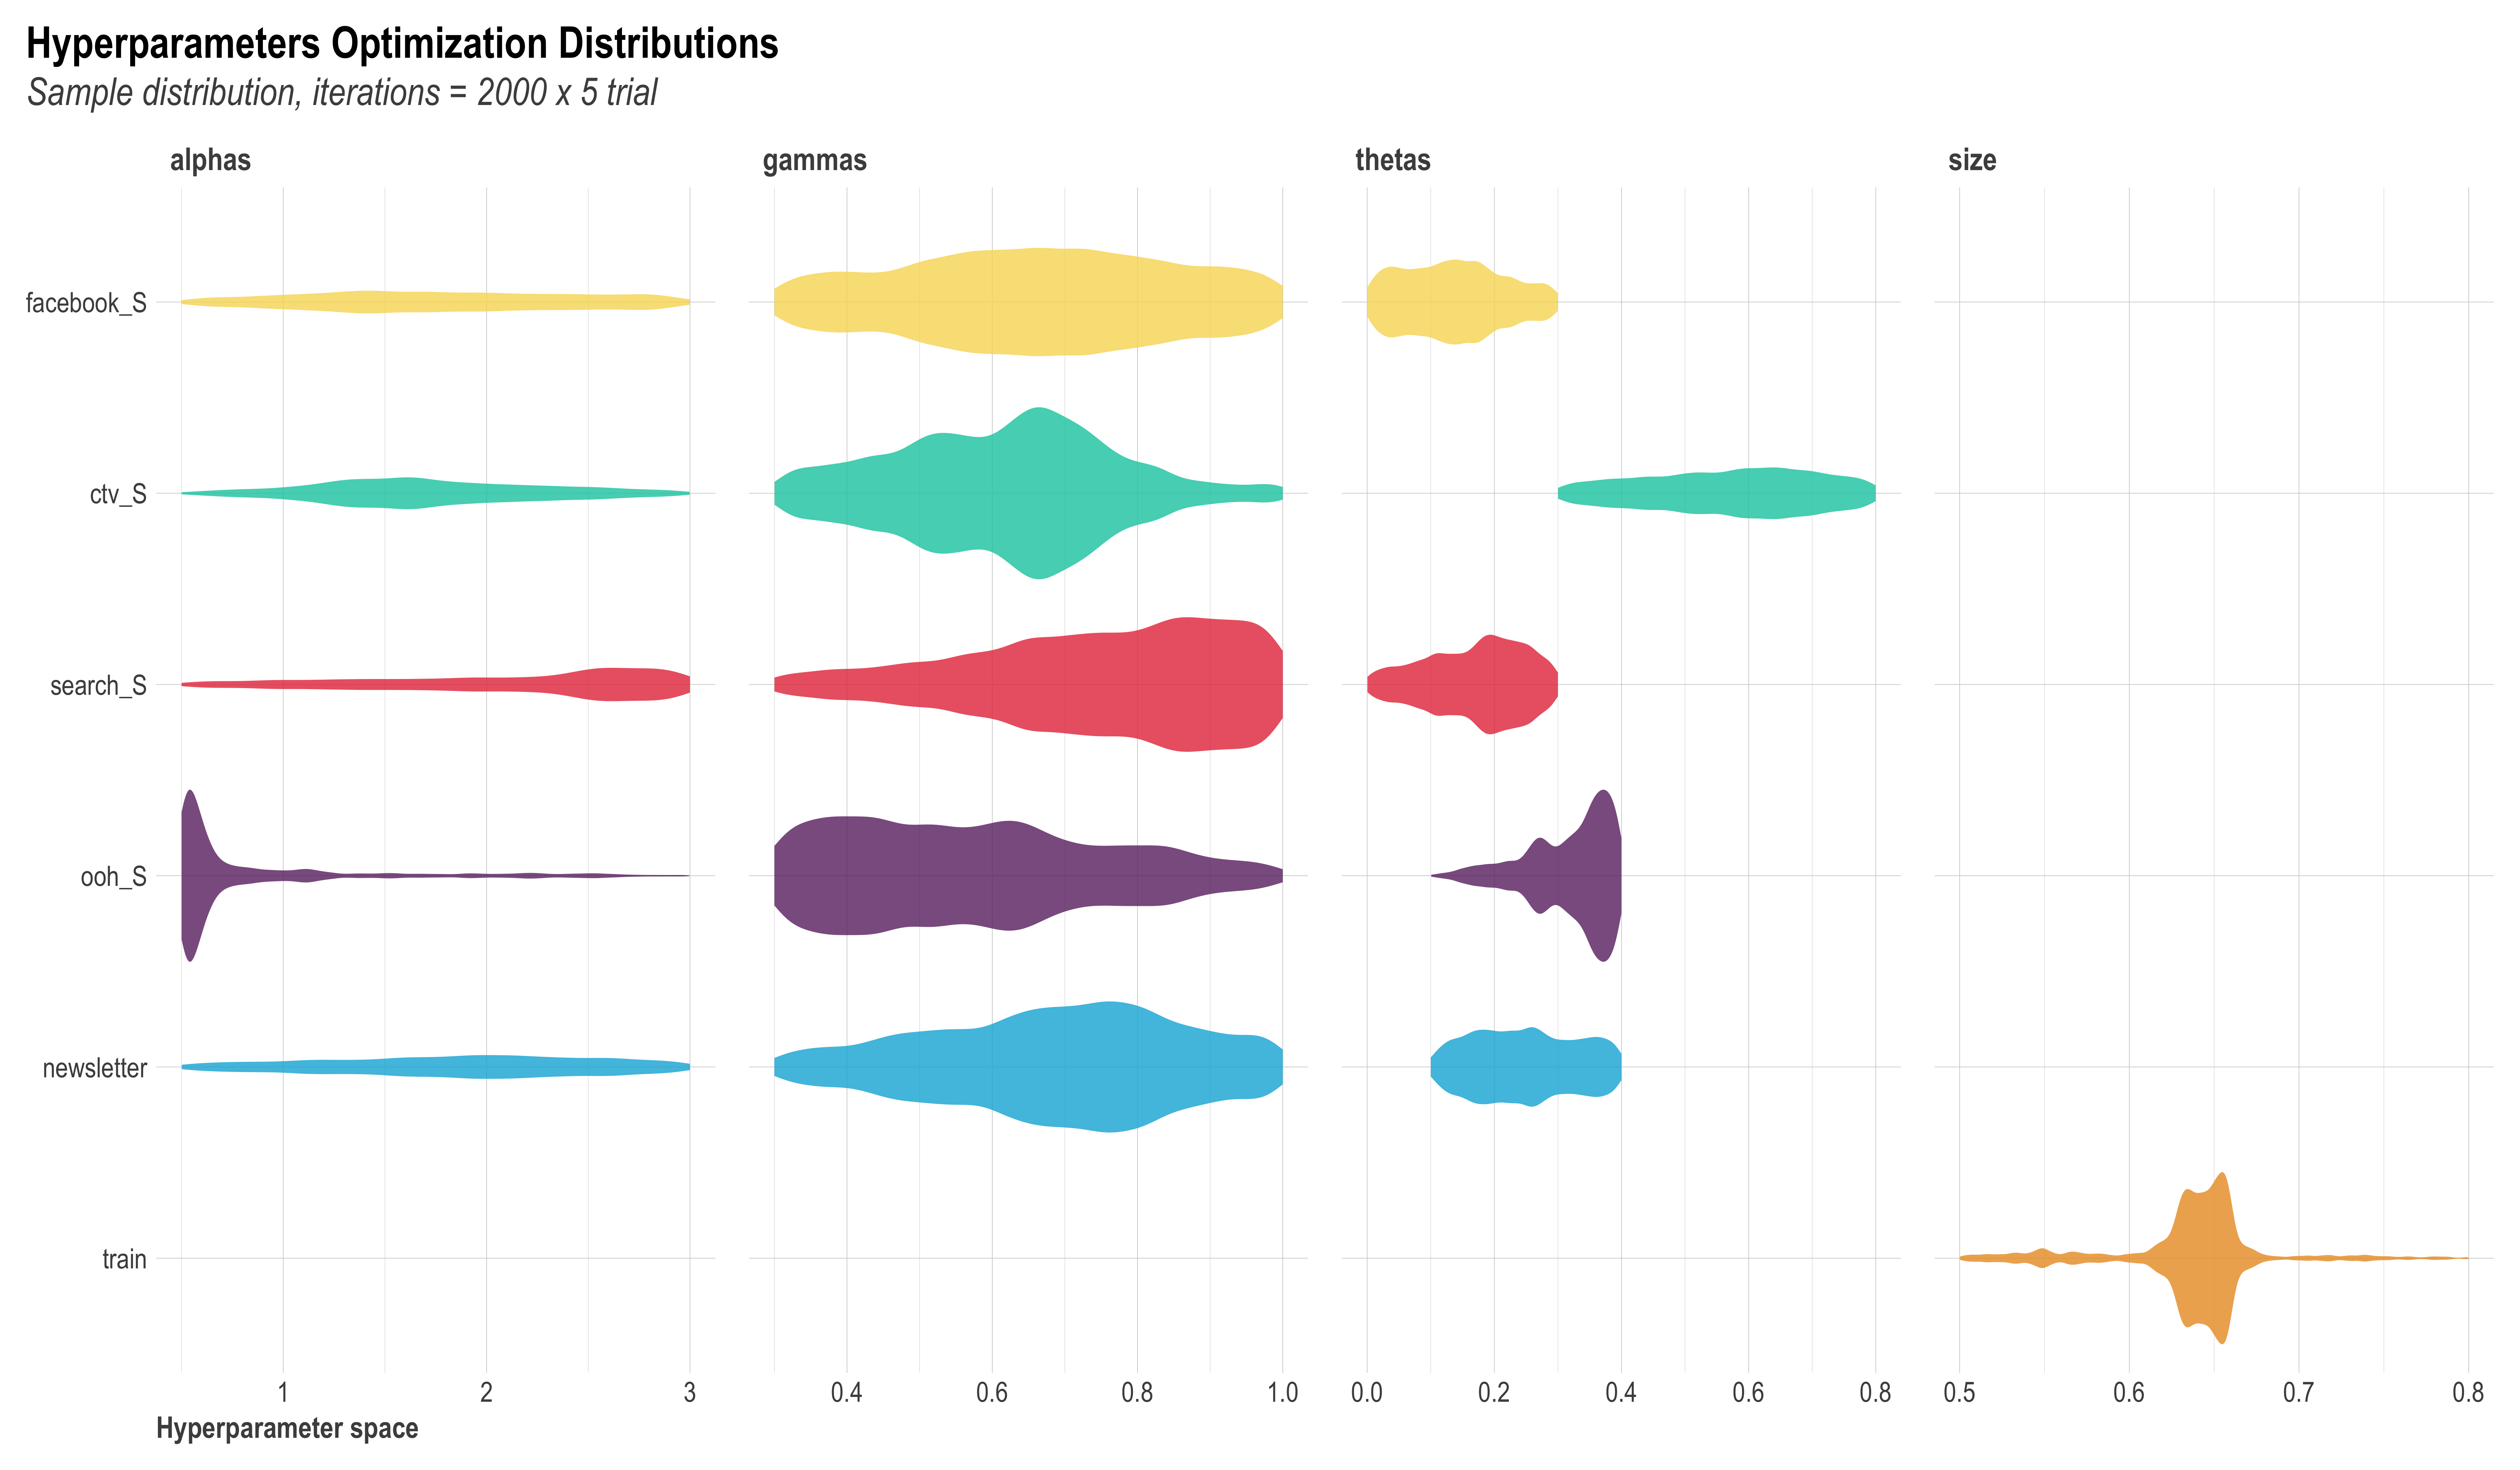 Hyperparameters Optimization Distributions
Sample distribution, iterations = 2000 x 5 trial
alphas gammas thetas size
facebook_S
ctv_S
search_S
ooh_S
newsletter
train
1 2 3 0.4 0.6 0.8 1.0 0.0 0.2 0.4 0.6 0.8 0.5 0.6 0.7 0.8
Hyperparameter space